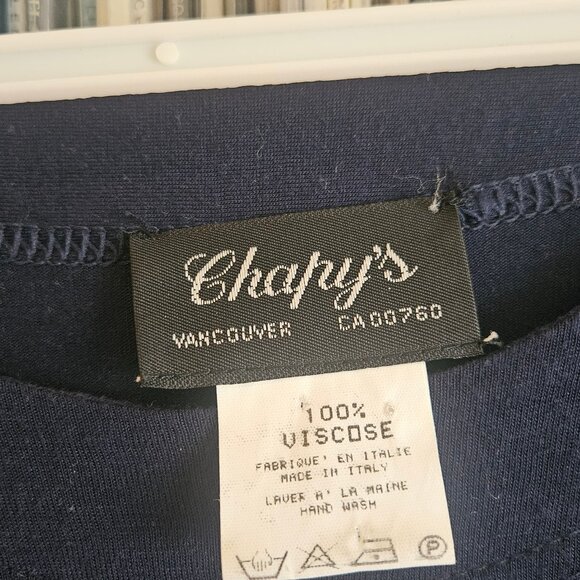 Chapy's
VANCOUVER CA00760
100%
VISCOSE
FABRIQUE' EN ITALIE
MADE IN ITALY
LAVER A' LA MAINE
HAND WASH
P